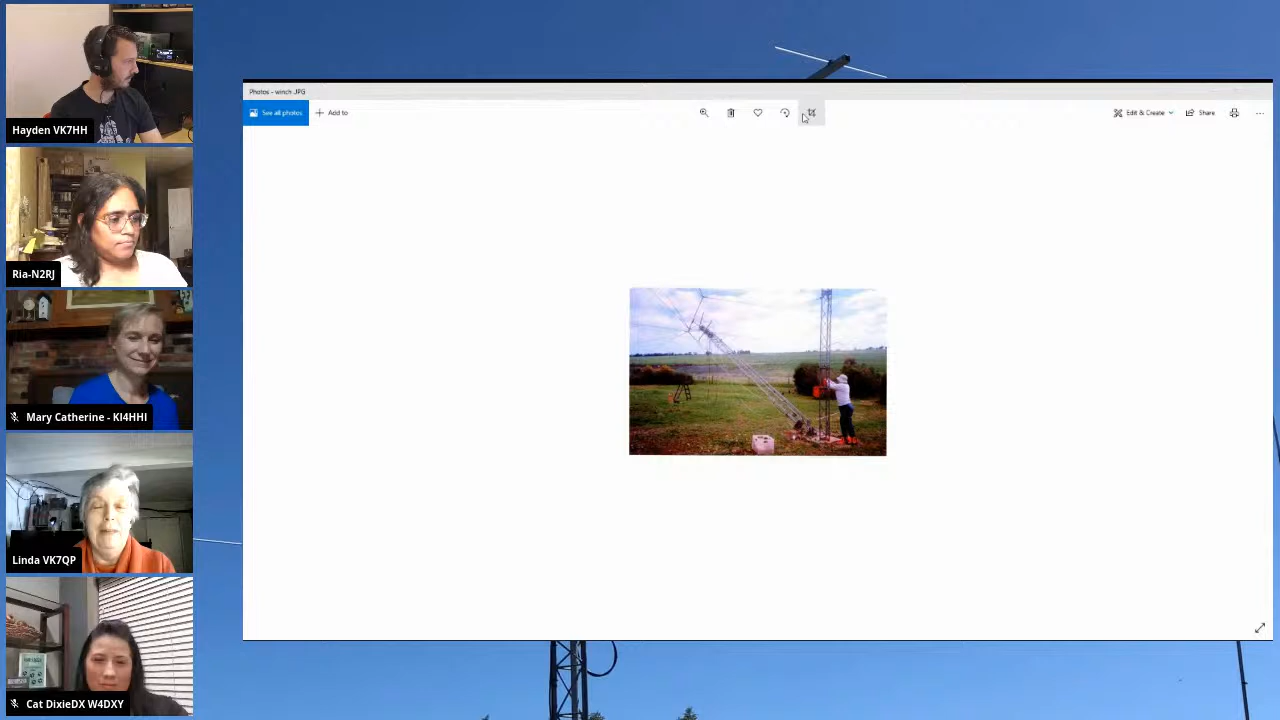 Hayden VK7HH
Ria-N2RJ
Mary Catherine - KI4HHI
Linda VK7QP
Cat DixieDX W4DXY
Photos - winch JPG
See all photos
Add to
Edit & Create
Share